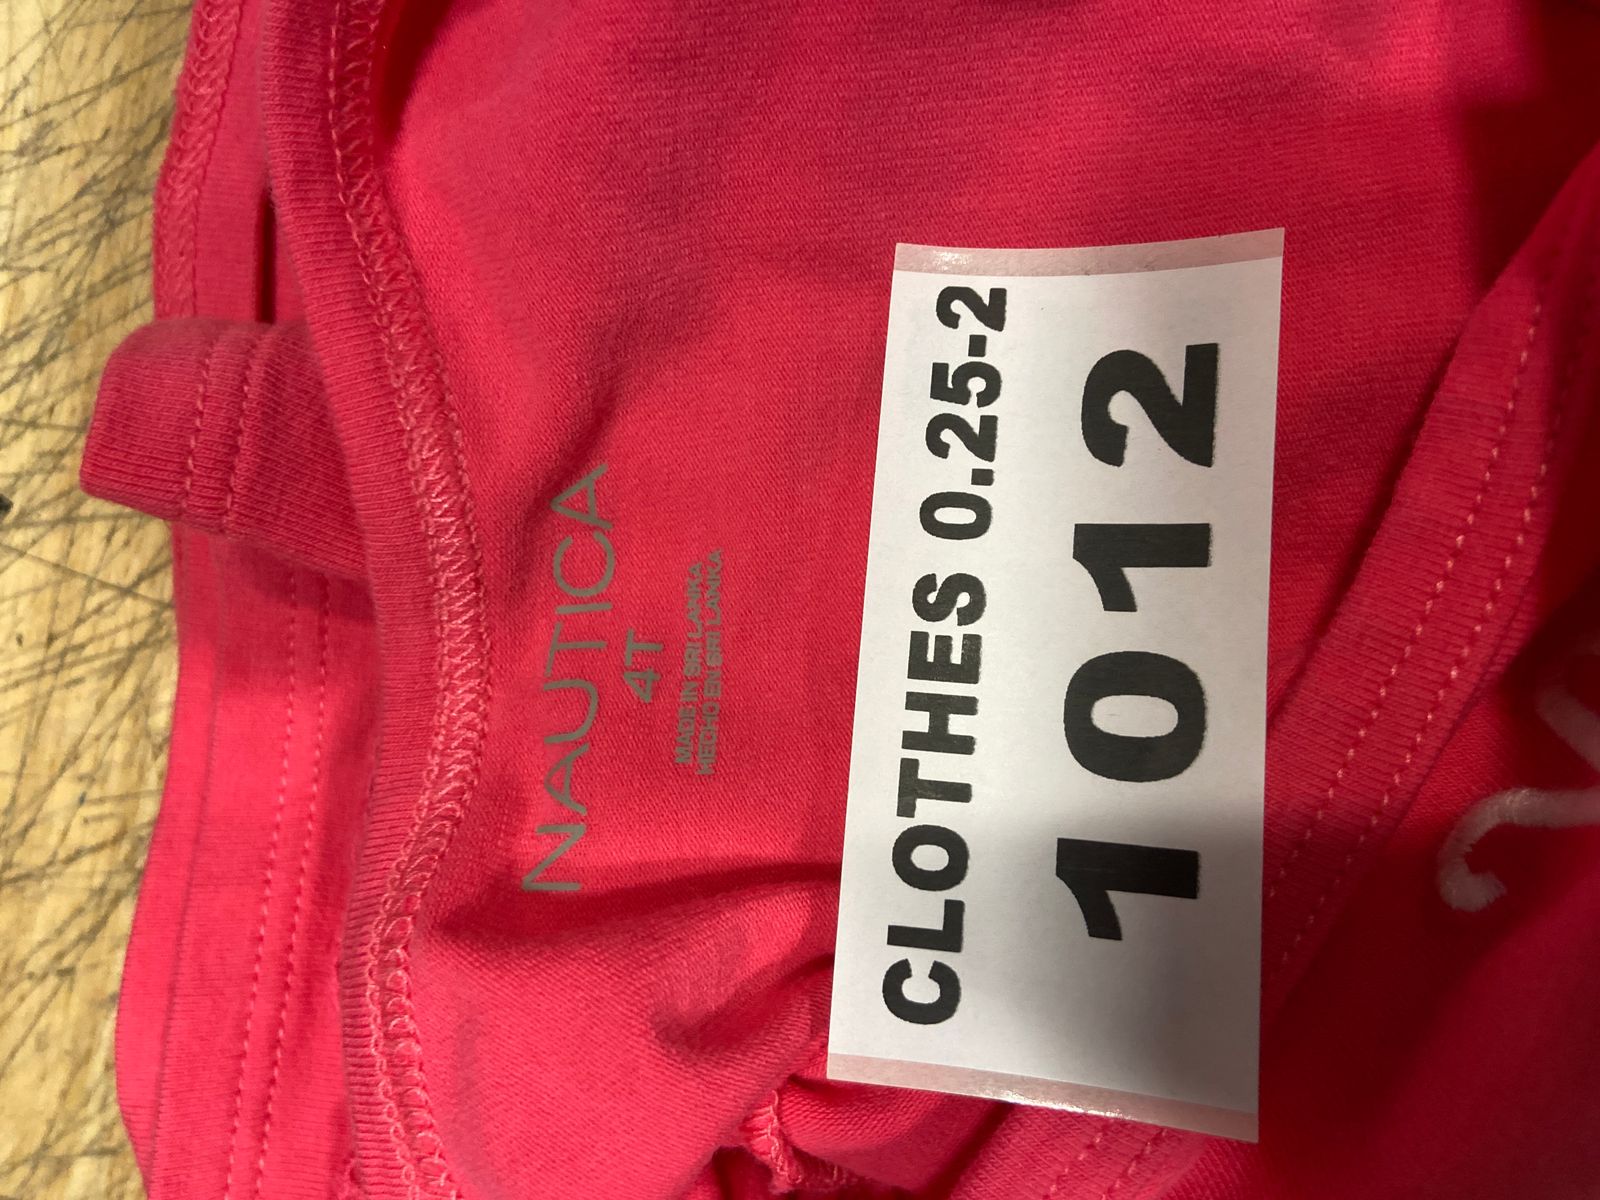 NAUTICA
4T
MADE IN SRI LANKA
HECHO EN SRI LANKA
CLOTHES 0.25-2
1012